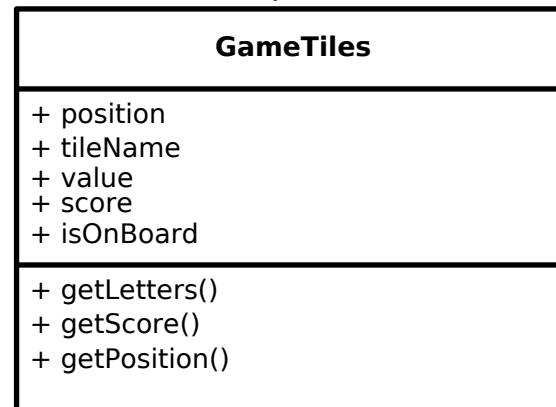 GameTiles
+ position
+ tileName
+ value
+ score
+ isOnBoard
+ getLetters()
+ getScore()
+ getPosition()